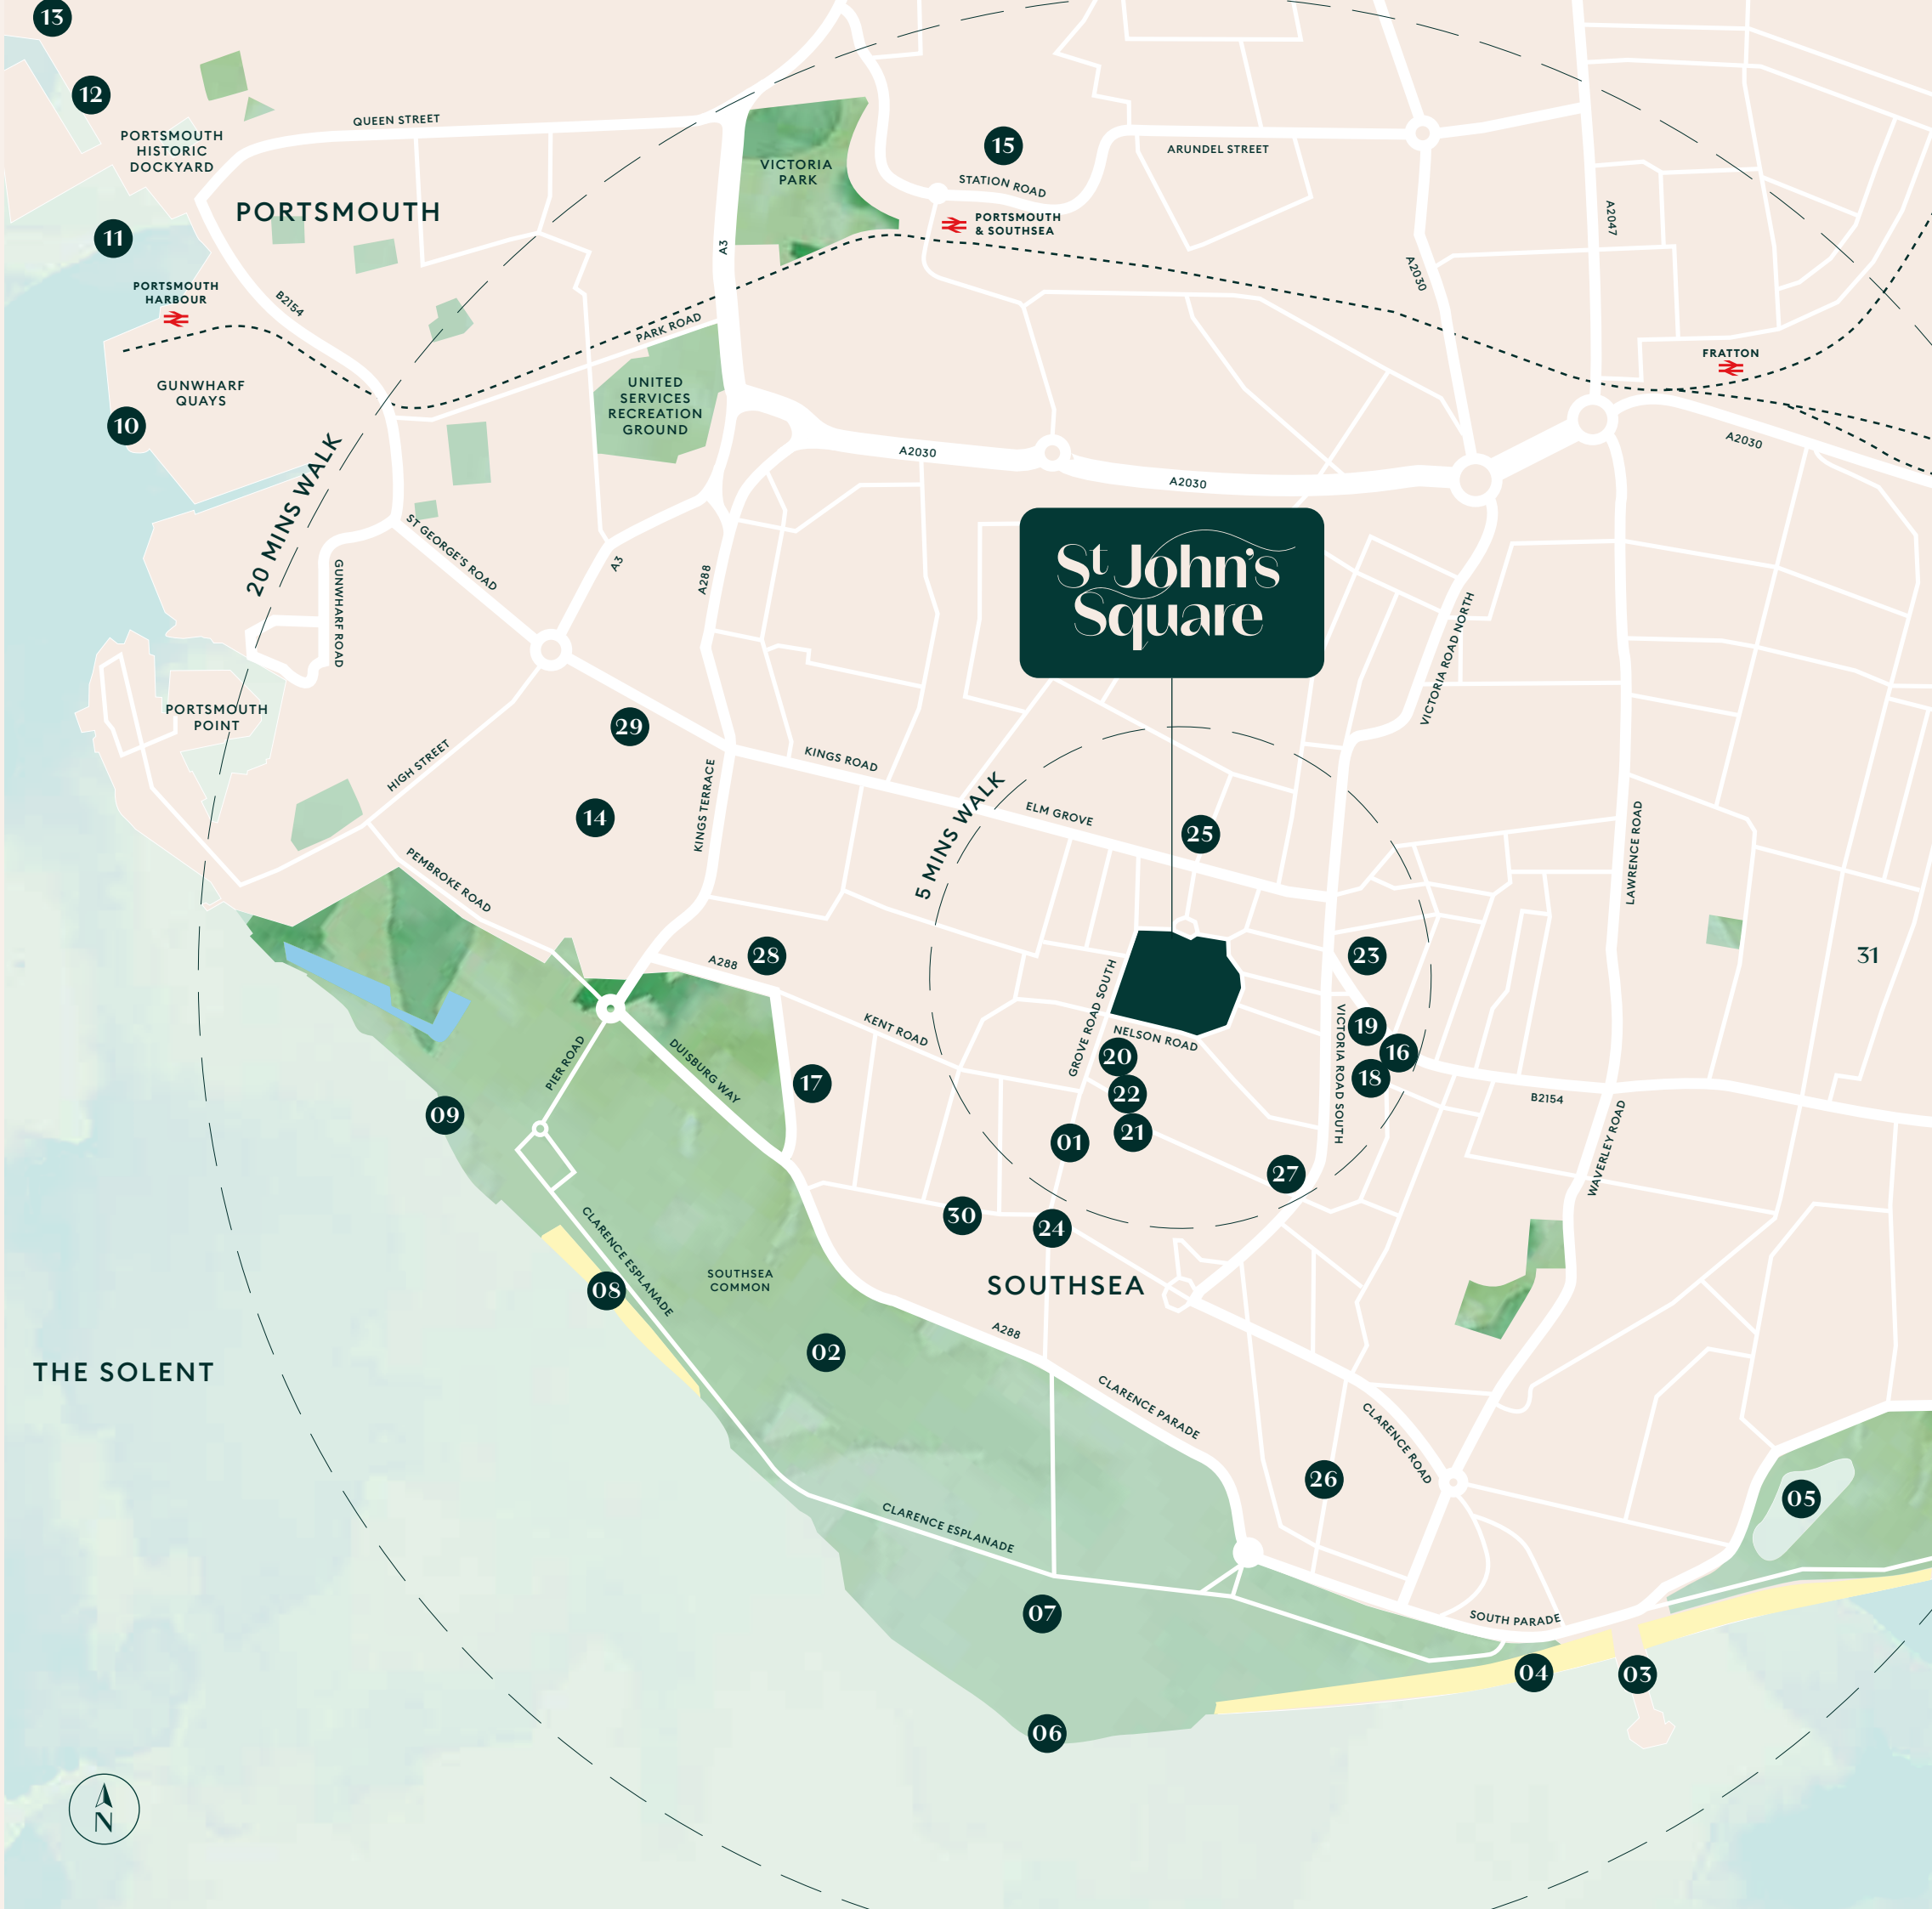 13
12
PORTSMOUTH
HISTORIC
DOCKYARD
QUEEN STREET
VICTORIA
PARK
15
STATION ROAD
ARUNDEL STREET
PORTSMOUTH
11
A3
PORTSMOUTH
& SOUTHSEA
A2047
A2030
PORTSMOUTH
HARBOUR
B2154
PARK ROAD
FRATTON
GUNWHARF
QUAYS
UNITED
SERVICES
RECREATION
GROUND
10
A2030
A2030
A2030
20 MINS WALK
ST GEORGE'S ROAD
GUNWHARF ROAD
A3
A288
St John's
Square
VICTORIA ROAD NORTH
PORTSMOUTH
POINT
29
HIGH STREET
KINGS ROAD
KINGS TERRACE
14
5 MINS WALK
ELM GROVE
25
LAWRENCE ROAD
PEMBROKE ROAD
A288
28
23
31
GROVE ROAD SOUTH
KENT ROAD
NELSON ROAD
VICTORIA ROAD SOUTH
19
16
18
20
22
21
01
PIER ROAD
DUISBURG WAY
17
09
B2154
WAVERLEY ROAD
27
30
24
CLARENCE ESPLANADE
08
SOUTHSEA
COMMON
SOUTHSEA
A288
02
THE SOLENT
CLARENCE PARADE
CLARENCE ROAD
26
05
CLARENCE ESPLANADE
07
SOUTH PARADE
04
03
06
N